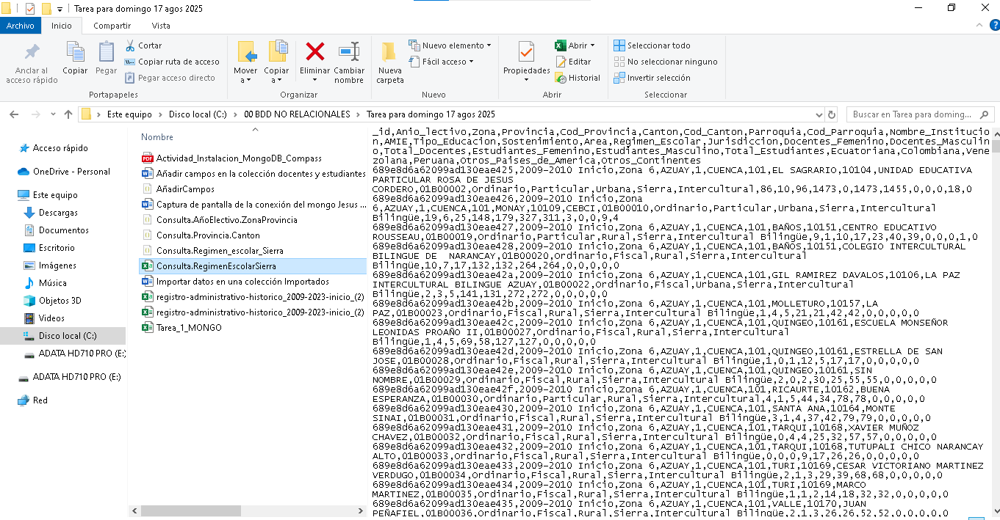 Tarea para domingo 17 agos 2025
Archivo Inicio Compartir Vista
Anclar al acceso rápido
Copiar
Pegar
Cortar
Copiar ruta de acceso
Pegar acceso directo
Portapapeles
Mover a
Copiar a
Eliminar
Cambiar nombre
Organizar
Nueva carpeta
Nuevo elemento
Fácil acceso
Nuevo
Propiedades
Abrir
Editar
Historial
Abrir
Seleccionar todo
No seleccionar ninguno
Invertir selección
Seleccionar
Este equipo > Disco local (C:) > 00 BDD NO RELACIONALES > Tarea para domingo 17 agos 2025
Buscar en Tarea para doming...
Acceso rápido
OneDrive - Personal
Este equipo
Descargas
Documentos
Escritorio
Imágenes
Música
Objetos 3D
Videos
Disco local (C:)
ADATA HD710 PRO (E:)
ADATA HD710 PRO (E:)
Red
Nombre
Actividad_Instalacion_MongoDB_Compass
Añadir campos en la colección docentes y estudiantes
AñadirCampos
Captura de pantalla de la conexión del mongo Jesus ...
Consulta.AñoElectivo.ZonaProvincia
Consulta.Provincia.Canton
Consulta.Regimen_escolar_Sierra
Consulta.RegimenEscolarSierra
Importar datos en una colección Importados
registro-administrativo-historico_2009-2023-inicio_(2)
registro-administrativo-historico_2009-2023-inicio_(2)
Tarea_1_MONGO
_id,Anio_lectivo,Zona,Provincia,Cod_Provincia,Canton,Cod_Canton,Parroquia,Cod_Parroquia,Nombre_Institucio
n,AMIE,Tipo_Educacion,Sostenimiento,Area,Regimen_Escolar,Jurisdiccion,Docentes_Femenino,Docentes_Masculin
o,Total_Docentes,Estudiantes_Femenino,Estudiantes_Masculino,Total_Estudiantes,Ecuatoriana,Colombiana,Vene
zolana,Peruana,Otros_Paises_de_America,Otros_Continentes
689e8d6a62099ad130eae425,2009-2010 Inicio,Zona 6,AZUAY,1,CUENCA,101,EL SAGRARIO,10104,UNIDAD EDUCATIVA
PARTICULAR ROSA DE JESUS
CORDERO,01B00002,Ordinario,Particular,Urbana,Sierra,Intercultural,86,10,96,1473,0,1473,1455,0,0,0,18,0
689e8d6a62099ad130eae426,2009-2010 Inicio,Zona
6,AZUAY,1,CUENCA,101,MONAY,10109,CEBCI,01B00010,Ordinario,Particular,Urbana,Sierra,Intercultural
Bilingüe,19,6,25,148,179,327,311,3,0,0,9,4
689e8d6a62099ad130eae427,2009-2010 Inicio,Zona 6,AZUAY,1,CUENCA,101,BAÑOS,10151,CENTRO EDUCATIVO
ROUSSEAU,01B00019,Ordinario,Particular,Rural,Sierra,Intercultural Bilingüe,9,1,10,17,23,40,39,0,0,0,1,0
689e8d6a62099ad130eae428,2009-2010 Inicio,Zona 6,AZUAY,1,CUENCA,101,BAÑOS,10151,COLEGIO INTERCULTURAL
BILINGUE DE  NARANCAY,01B00020,Ordinario,Fiscal,Rural,Sierra,Intercultural
Bilingüe,10,7,17,132,132,264,264,0,0,0,0,0
689e8d6a62099ad130eae42a,2009-2010 Inicio,Zona 6,AZUAY,1,CUENCA,101,GIL RAMIREZ DAVALOS,10106,LA PAZ
INTERCULTURAL BILINGUE AZUAY,01B00022,Ordinario,Fiscal,Urbana,Sierra,Intercultural
Bilingüe,2,3,5,141,131,272,272,0,0,0,0,0
689e8d6a62099ad130eae42b,2009-2010 Inicio,Zona 6,AZUAY,1,CUENCA,101,MOLLETURO,10157,LA
PAZ,01B00023,Ordinario,Fiscal,Rural,Sierra,Intercultural Bilingüe,1,4,5,21,21,42,42,0,0,0,0,0
689e8d6a62099ad130eae42c,2009-2010 Inicio,Zona 6,AZUAY,1,CUENCA,101,QUINGEO,10161,ESCUELA MONSEÑOR
LEONIDAS PROAÑO II,01B00027,Ordinario,Fiscal,Rural,Sierra,Intercultural
Bilingüe,1,4,5,69,58,127,127,0,0,0,0,0
689e8d6a62099ad130eae42d,2009-2010 Inicio,Zona 6,AZUAY,1,CUENCA,101,QUINGEO,10161,ESTRELLA DE SAN
JOSE,01B00028,Ordinario,Fiscal,Rural,Sierra,Intercultural Bilingüe,1,0,1,12,5,17,17,0,0,0,0,0
689e8d6a62099ad130eae42e,2009-2010 Inicio,Zona 6,AZUAY,1,CUENCA,101,QUINGEO,10161,SIN
NOMBRE,01B00029,Ordinario,Fiscal,Rural,Sierra,Intercultural Bilingüe,2,0,2,30,25,55,55,0,0,0,0,0
689e8d6a62099ad130eae42f,2009-2010 Inicio,Zona 6,AZUAY,1,CUENCA,101,RICAURTE,10162,BUENA
ESPERANZA,01B00030,Ordinario,Particular,Rural,Sierra,Intercultural,4,1,5,44,34,78,78,0,0,0,0,0
689e8d6a62099ad130eae430,2009-2010 Inicio,Zona 6,AZUAY,1,CUENCA,101,SANTA ANA,10164,MONTE
SINAI,01B00031,Ordinario,Fiscal,Rural,Sierra,Intercultural Bilingüe,3,1,4,37,42,79,79,0,0,0,0,0
689e8d6a62099ad130eae431,2009-2010 Inicio,Zona 6,AZUAY,1,CUENCA,101,TARQUI,10168,XAVIER MUÑOZ
CHAVEZ,01B00032,Ordinario,Fiscal,Rural,Sierra,Intercultural Bilingüe,0,4,4,25,32,57,57,0,0,0,0,0
689e8d6a62099ad130eae432,2009-2010 Inicio,Zona 6,AZUAY,1,CUENCA,101,TARQUI,10168,TUTUPALI CHICO NARANCAY
ALTO,01B00033,Ordinario,Fiscal,Rural,Sierra,Intercultural Bilingüe,0,0,0,9,17,26,26,0,0,0,0,0
689e8d6a62099ad130eae433,2009-2010 Inicio,Zona 6,AZUAY,1,CUENCA,101,TURI,10169,CESAR VICTORIANO MARTINEZ
VERDUGO,01B00034,Ordinario,Fiscal,Rural,Sierra,Intercultural Bilingüe,2,1,3,29,39,68,68,0,0,0,0,0
689e8d6a62099ad130eae434,2009-2010 Inicio,Zona 6,AZUAY,1,CUENCA,101,TURI,10169,MARCO
MARTINEZ,01B00035,Ordinario,Fiscal,Rural,Sierra,Intercultural Bilingüe,1,1,2,14,18,32,32,0,0,0,0,0
689e8d6a62099ad130eae435,2009-2010 Inicio,Zona 6,AZUAY,1,CUENCA,101,VALLE,10170,JUAN
PEÑAFIEL,01B00036,Ordinario,Fiscal,Rural,Sierra,Intercultural Bilingüe,2,1,3,26,26,52,52,0,0,0,0,0